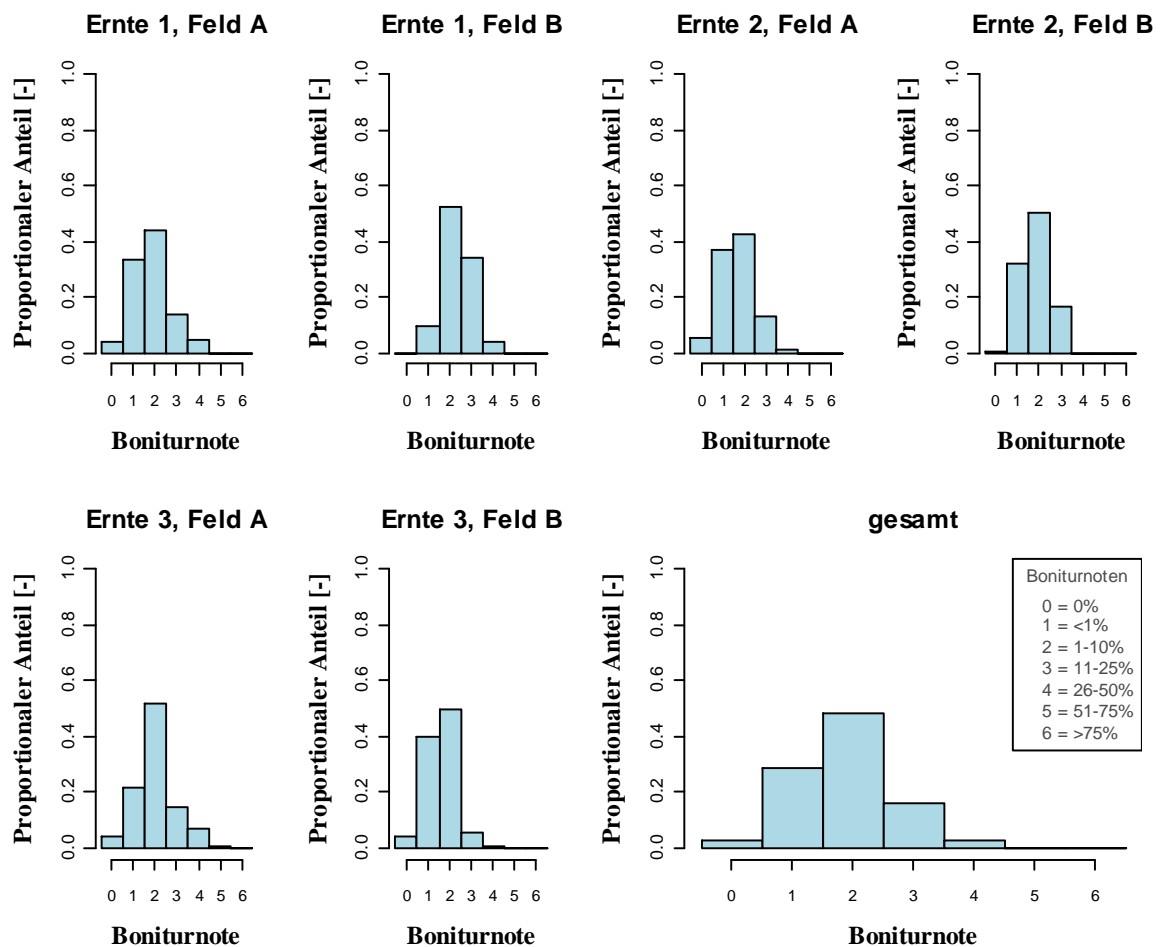 Ernte 1, Feld A
Proportionaler Anteil [-]
0.0 0.2 0.4 0.6 0.8 1.0
0 1 2 3 4 5 6
Boniturnote
Ernte 1, Feld B
Proportionaler Anteil [-]
0.0 0.2 0.4 0.6 0.8 1.0
0 1 2 3 4 5 6
Boniturnote
Ernte 2, Feld A
Proportionaler Anteil [-]
0.0 0.2 0.4 0.6 0.8 1.0
0 1 2 3 4 5 6
Boniturnote
Ernte 2, Feld B
Proportionaler Anteil [-]
0.0 0.2 0.4 0.6 0.8 1.0
0 1 2 3 4 5 6
Boniturnote
Ernte 3, Feld A
Proportionaler Anteil [-]
0.0 0.2 0.4 0.6 0.8 1.0
0 1 2 3 4 5 6
Boniturnote
Ernte 3, Feld B
Proportionaler Anteil [-]
0.0 0.2 0.4 0.6 0.8 1.0
0 1 2 3 4 5 6
Boniturnote
gesamt
Proportionaler Anteil [-]
0.0 0.2 0.4 0.6 0.8 1.0
0 1 2 3 4 5 6
Boniturnote
Boniturnoten
0 = 0%
1 = <1%
2 = 1-10%
3 = 11-25%
4 = 26-50%
5 = 51-75%
6 = >75%